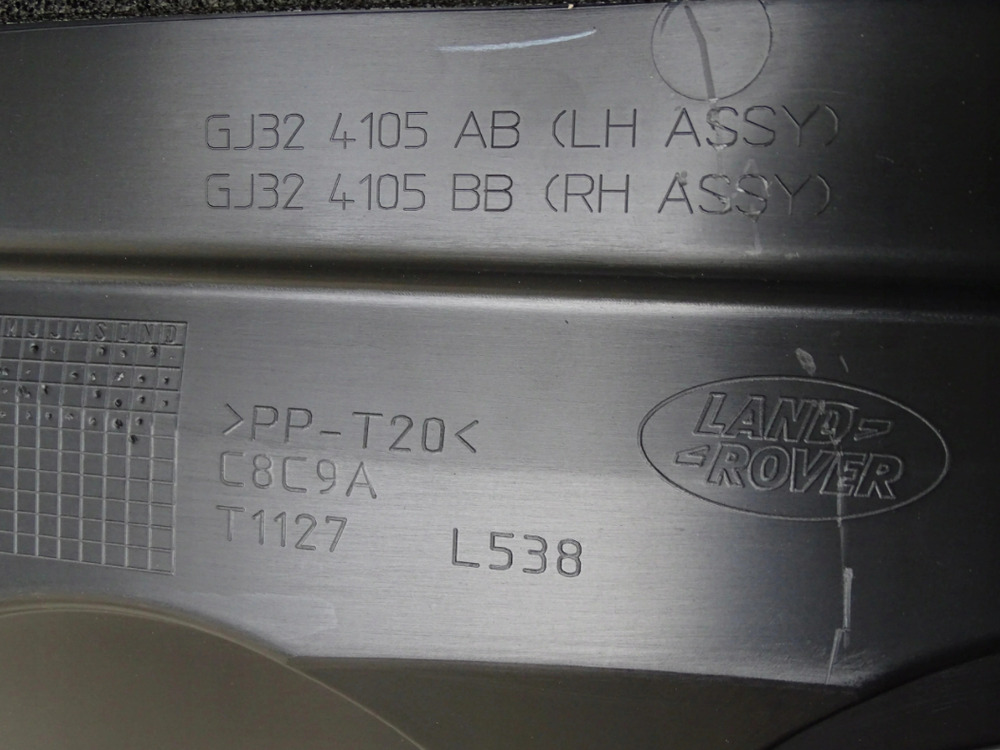 GJ32 4105 AB (LH ASSY)
GJ32 4105 BB (RH ASSY)
M J J A S O N D
>PP-T20<
C8C9A
T1127
L538
LAND
ROVER